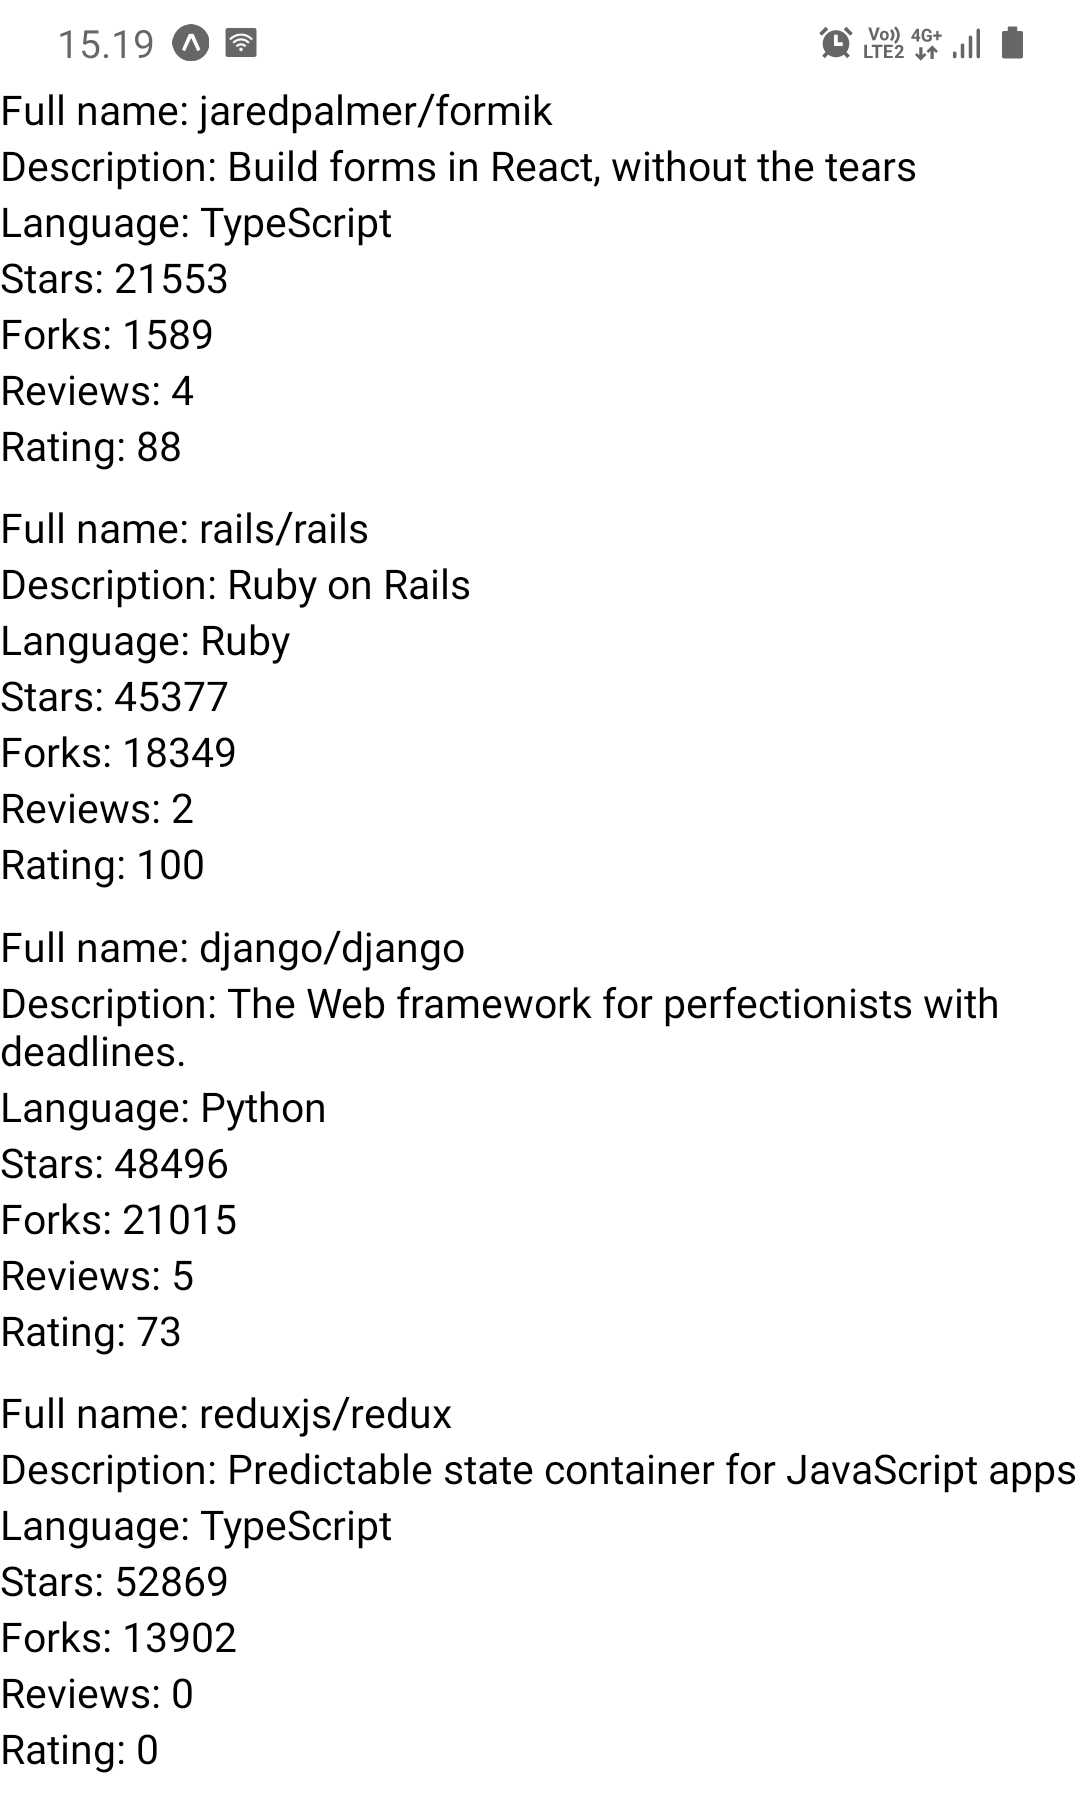 15.19
Vo)) 4G+
LTE2
Full name: jaredpalmer/formik
Description: Build forms in React, without the tears
Language: TypeScript
Stars: 21553
Forks: 1589
Reviews: 4
Rating: 88
Full name: rails/rails
Description: Ruby on Rails
Language: Ruby
Stars: 45377
Forks: 18349
Reviews: 2
Rating: 100
Full name: django/django
Description: The Web framework for perfectionists with
deadlines.
Language: Python
Stars: 48496
Forks: 21015
Reviews: 5
Rating: 73
Full name: reduxjs/redux
Description: Predictable state container for JavaScript apps
Language: TypeScript
Stars: 52869
Forks: 13902
Reviews: 0
Rating: 0